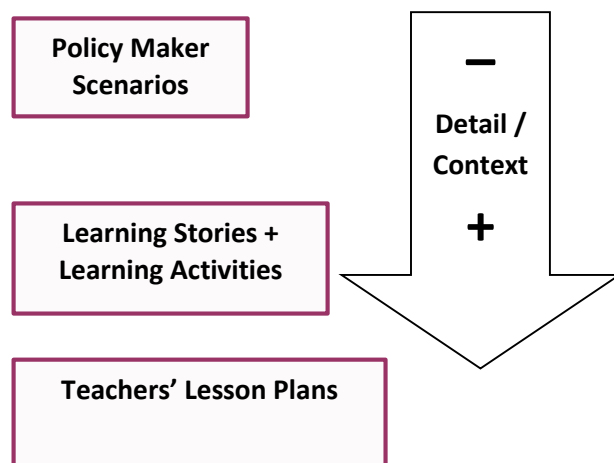 Policy Maker
Scenarios
–
Detail /
Context
+
Learning Stories +
Learning Activities
Teachers’ Lesson Plans